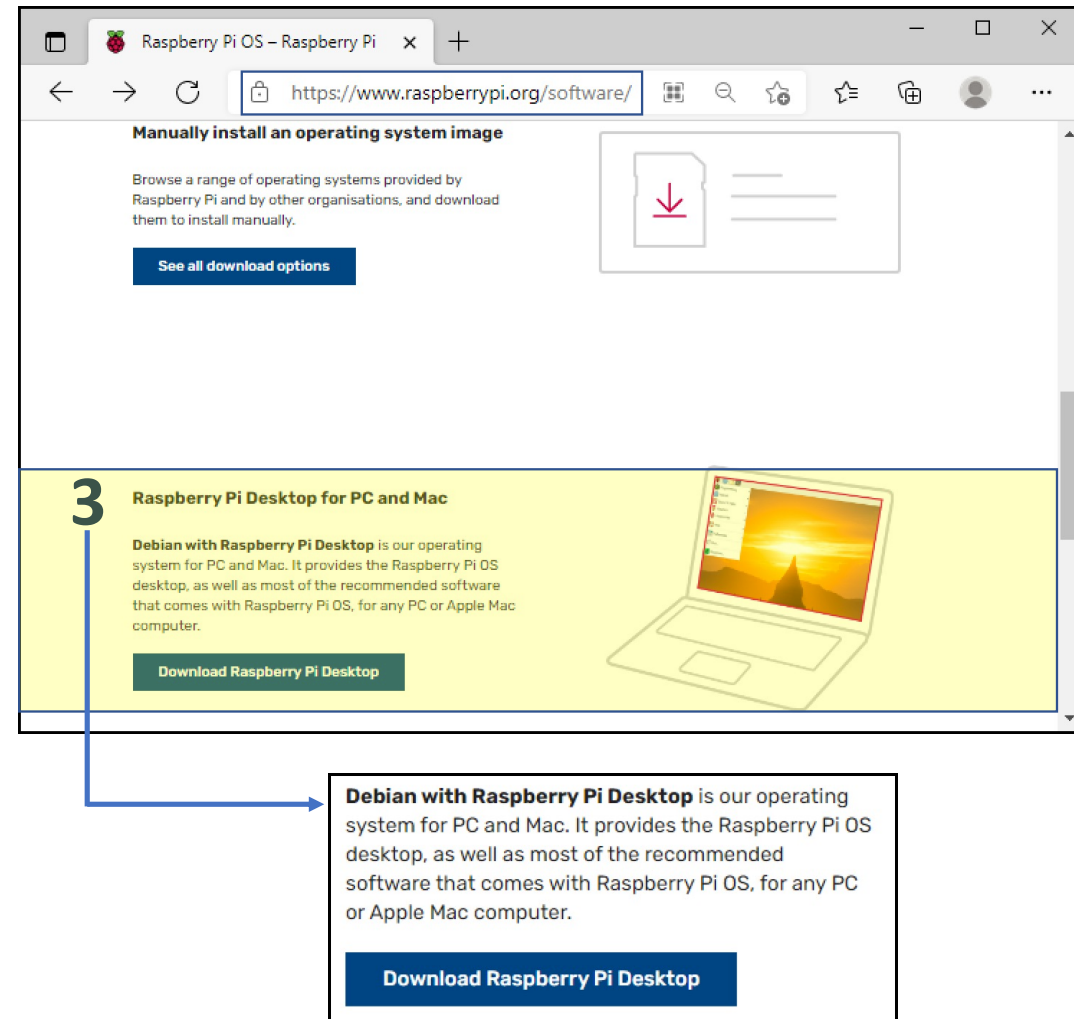 Raspberry Pi OS – Raspberry Pi
https://www.raspberrypi.org/software/
Manually install an operating system image
Browse a range of operating systems provided by
Raspberry Pi and by other organisations, and download
them to install manually.
See all download options
3
Raspberry Pi Desktop for PC and Mac
Debian with Raspberry Pi Desktop is our operating
system for PC and Mac. It provides the Raspberry Pi OS
desktop, as well as most of the recommended software
that comes with Raspberry Pi OS, for any PC or Apple Mac
computer.
Download Raspberry Pi Desktop
Debian with Raspberry Pi Desktop is our operating
system for PC and Mac. It provides the Raspberry Pi OS
desktop, as well as most of the recommended
software that comes with Raspberry Pi OS, for any PC
or Apple Mac computer.
Download Raspberry Pi Desktop